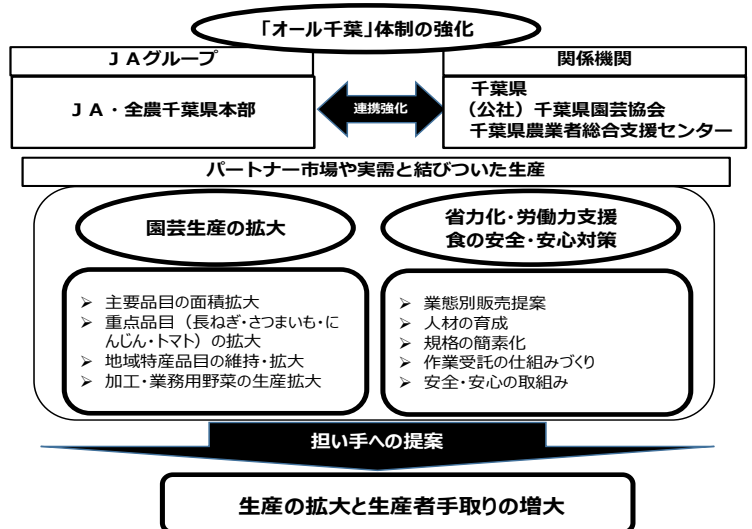 「オール千葉」体制の強化
ＪＡグループ
関係機関
ＪＡ・全農千葉県本部
連携強化
千葉県
（公社）千葉県園芸協会
千葉県農業者総合支援センター
パートナー市場や実需と結びついた生産
園芸生産の拡大
➢ 主要品目の面積拡大
➢ 重点品目（長ねぎ・さつまいも・に
んじん・トマト）の拡大
➢ 地域特産品目の維持・拡大
➢ 加工・業務用野菜の生産拡大
省力化・労働力支援
食の安全・安心対策
➢ 業態別販売提案
➢ 人材の育成
➢ 規格の簡素化
➢ 作業受託の仕組みづくり
➢ 安全・安心の取組み
担い手への提案
生産の拡大と生産者手取りの増大